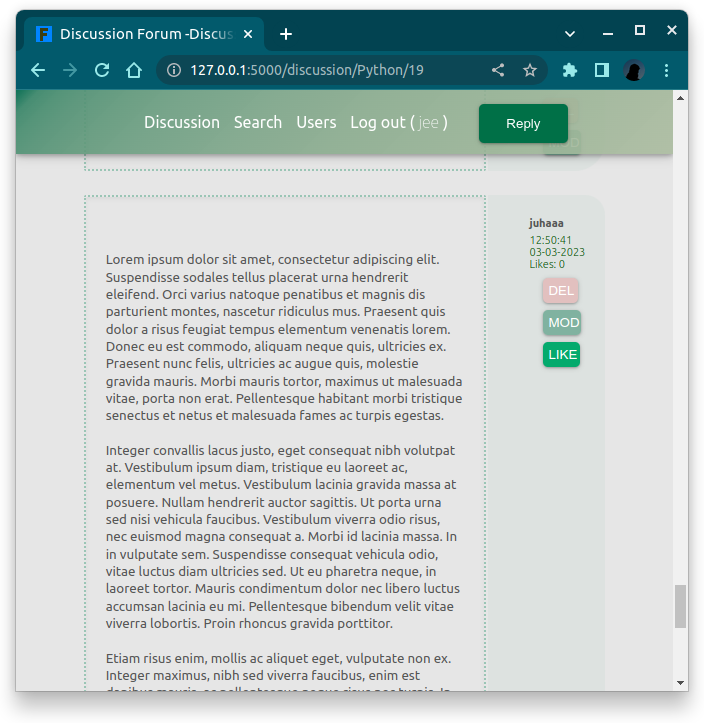 F Discussion Forum -Discus
127.0.0.1:5000/discussion/Python/19
Discussion Search Users Log out ( jee ) Reply
MOD
juhaaa
12:50:41
03-03-2023
Likes: 0
DEL
MOD
LIKE
Lorem ipsum dolor sit amet, consectetur adipiscing elit.
Suspendisse sodales tellus placerat urna hendrerit
eleifend. Orci varius natoque penatibus et magnis dis
parturient montes, nascetur ridiculus mus. Praesent quis
dolor a risus feugiat tempus elementum venenatis lorem.
Donec eu est commodo, aliquam neque quis, ultricies ex.
Praesent nunc felis, ultricies ac augue quis, molestie
gravida mauris. Morbi mauris tortor, maximus ut malesuada
vitae, porta non erat. Pellentesque habitant morbi tristique
senectus et netus et malesuada fames ac turpis egestas.
Integer convallis lacus justo, eget consequat nibh volutpat
at. Vestibulum ipsum diam, tristique eu laoreet ac,
elementum vel metus. Vestibulum lacinia gravida massa at
posuere. Nullam hendrerit auctor sagittis. Ut porta urna
sed nisi vehicula faucibus. Vestibulum viverra odio risus,
nec euismod magna consequat a. Morbi id lacinia massa. In
in vulputate sem. Suspendisse consequat vehicula odio,
vitae luctus diam ultricies sed. Ut eu pharetra neque, in
laoreet tortor. Mauris condimentum dolor nec libero luctus
accumsan lacinia eu mi. Pellentesque bibendum velit vitae
viverra lobortis. Proin rhoncus gravida porttitor.
Etiam risus enim, mollis ac aliquet eget, vulputate non ex.
Integer maximus, nibh sed viverra faucibus, enim est